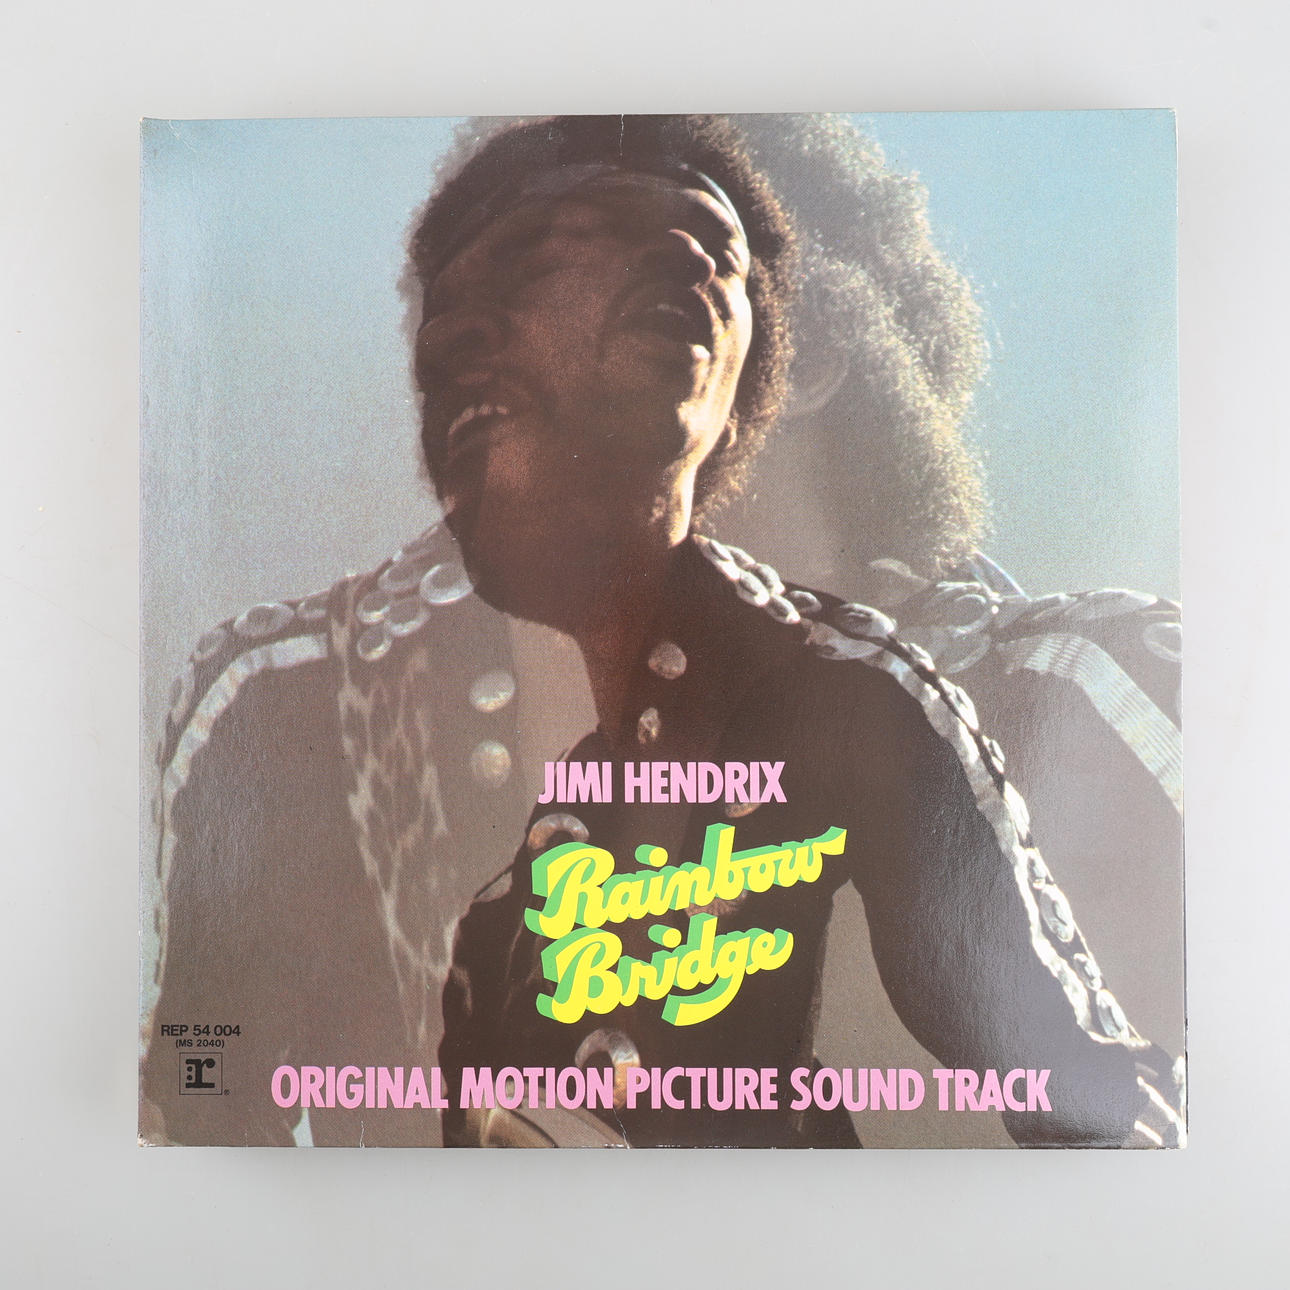 JIMI HENDRIX
Rainbow
Bridge
REP 54 004
(MS 2040)
:r
®
ORIGINAL MOTION PICTURE SOUND TRACK